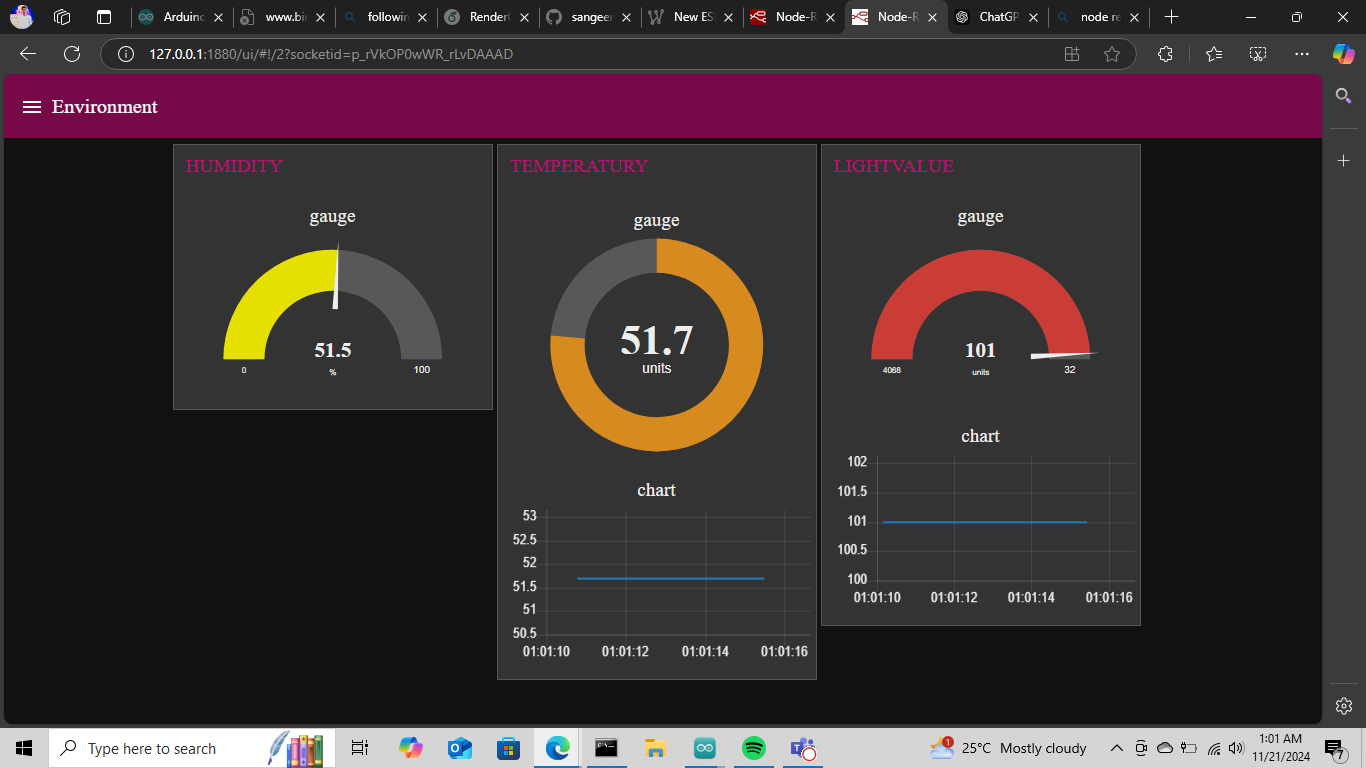 Arduino
www.bi
followin
Render
sangeer
New ES
Node-R
Node-R
ChatGP
node re
127.0.0.1:1880/ui/#!/2?socketid=p_rVkOP0wWR_rLvDAAAD
Environment
HUMIDITY
gauge
51.5
%
0
100
TEMPERATURY
gauge
51.7
units
chart
53
52.5
52
51.5
51
50.5
01:01:10 01:01:12 01:01:14 01:01:16
LIGHTVALUE
gauge
101
units
4068
32
chart
102
101.5
101
100.5
100
01:01:10 01:01:12 01:01:14 01:01:16
Type here to search
1
25°C Mostly cloudy
1:01 AM
11/21/2024
7